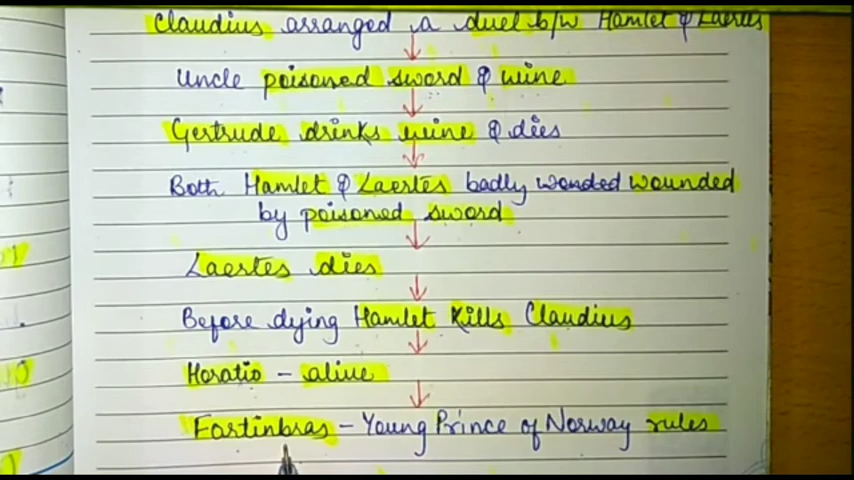 Claudius arranged a duel b/w Hamlet & Laertes
Uncle poisoned sword & wine
Gertrude drinks wine & dies
Both Hamlet & Laertes badly wonded wounded
by poisoned sword
Laertes dies
Before dying Hamlet Kills Claudius
Horatio - alive
Fortinbras - Young Prince of Norway rules